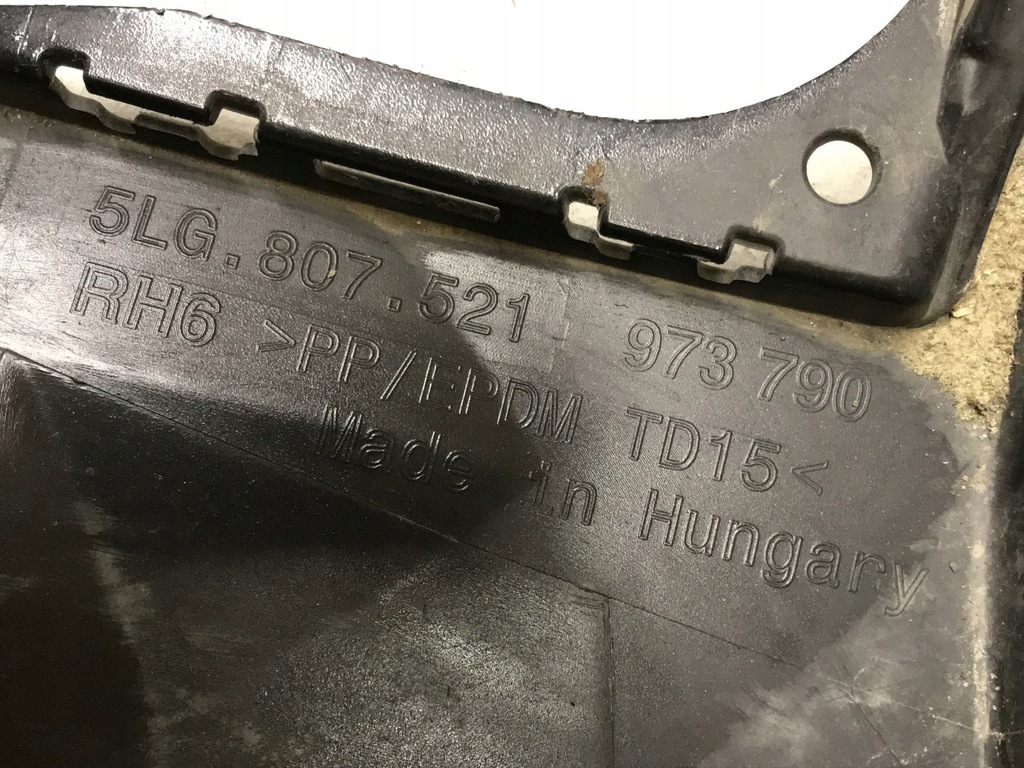 5LG.807.521 973 790
RH6 >PP/EPDM TD15<
Made in Hungary